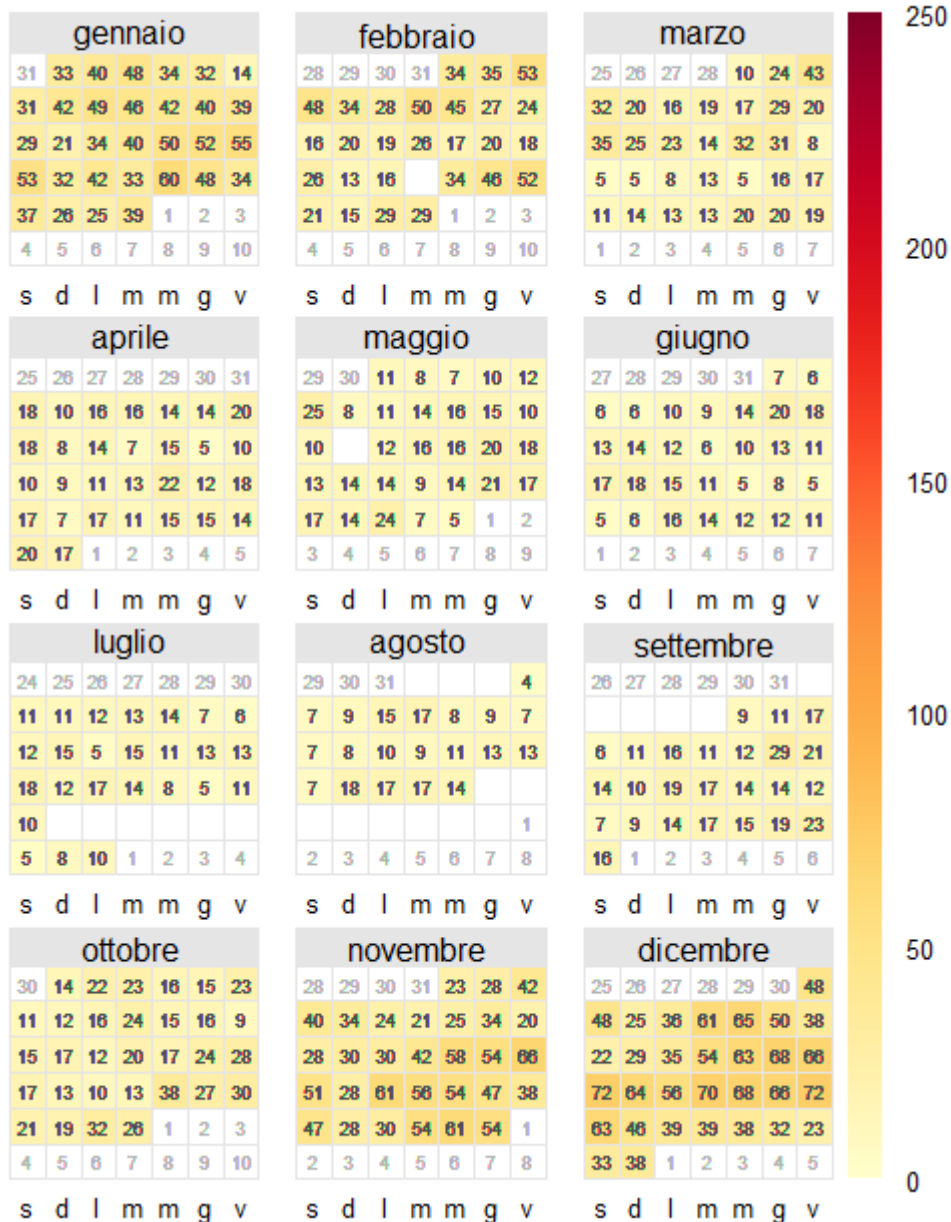 gennaio febbraio marzo 250
31 33 40 48 34 32 14 28 29 30 31 34 35 53 25 26 27 28 10 24 43
31 42 49 46 42 40 39 48 34 28 50 45 27 24 32 20 16 19 17 29 20
29 21 34 40 50 52 55 16 20 19 26 17 20 18 35 25 23 14 32 31 8
53 32 42 33 60 48 34 26 13 16 34 46 52 5 5 8 13 5 16 17
37 26 25 39 1 2 3 21 15 29 29 1 2 3 11 14 13 13 20 20 19
4 5 6 7 8 9 10 4 5 6 7 8 9 10 1 2 3 4 5 6 7 200
s d l m m g v s d l m m g v s d l m m g v
aprile maggio giugno
25 26 27 28 29 30 31 29 30 11 8 7 10 12 27 28 29 30 31 7 6
18 10 16 16 14 14 20 25 8 11 14 16 15 10 6 6 10 9 14 20 18
18 8 14 7 15 5 10 10 12 16 16 20 18 13 14 12 6 10 13 11
10 9 11 13 22 12 18 13 14 14 9 14 21 17 17 18 15 11 5 8 5 150
17 7 17 11 15 15 14 17 14 24 7 5 1 2 5 6 16 14 12 12 11
20 17 1 2 3 4 5 3 4 5 6 7 8 9 1 2 3 4 5 6 7
s d l m m g v s d l m m g v s d l m m g v
luglio agosto settembre
24 25 26 27 28 29 30 29 30 31 4 26 27 28 29 30 31
11 11 12 13 14 7 6 7 9 15 17 8 9 7 9 11 17 100
12 15 5 15 11 13 13 7 8 10 9 11 13 13 6 11 16 11 12 29 21
18 12 17 14 8 5 11 7 18 17 17 14 14 10 19 17 14 14 12
10 1 7 9 14 17 15 19 23
5 8 10 1 2 3 4 2 3 4 5 6 7 8 16 1 2 3 4 5 6
s d l m m g v s d l m m g v s d l m m g v
ottobre novembre dicembre 50
30 14 22 23 16 15 23 28 29 30 31 23 28 42 25 26 27 28 29 30 48
11 12 16 24 15 16 9 40 34 24 21 25 34 20 48 25 36 61 65 50 38
15 17 12 20 17 24 28 28 30 30 42 58 54 66 22 29 35 54 63 68 66
17 13 10 13 38 27 30 51 28 61 56 54 47 38 72 64 56 70 68 66 72
21 19 32 26 1 2 3 47 28 30 54 61 54 1 63 46 39 39 38 32 23
4 5 6 7 8 9 10 2 3 4 5 6 7 8 33 38 1 2 3 4 5 0
s d l m m g v s d l m m g v s d l m m g v